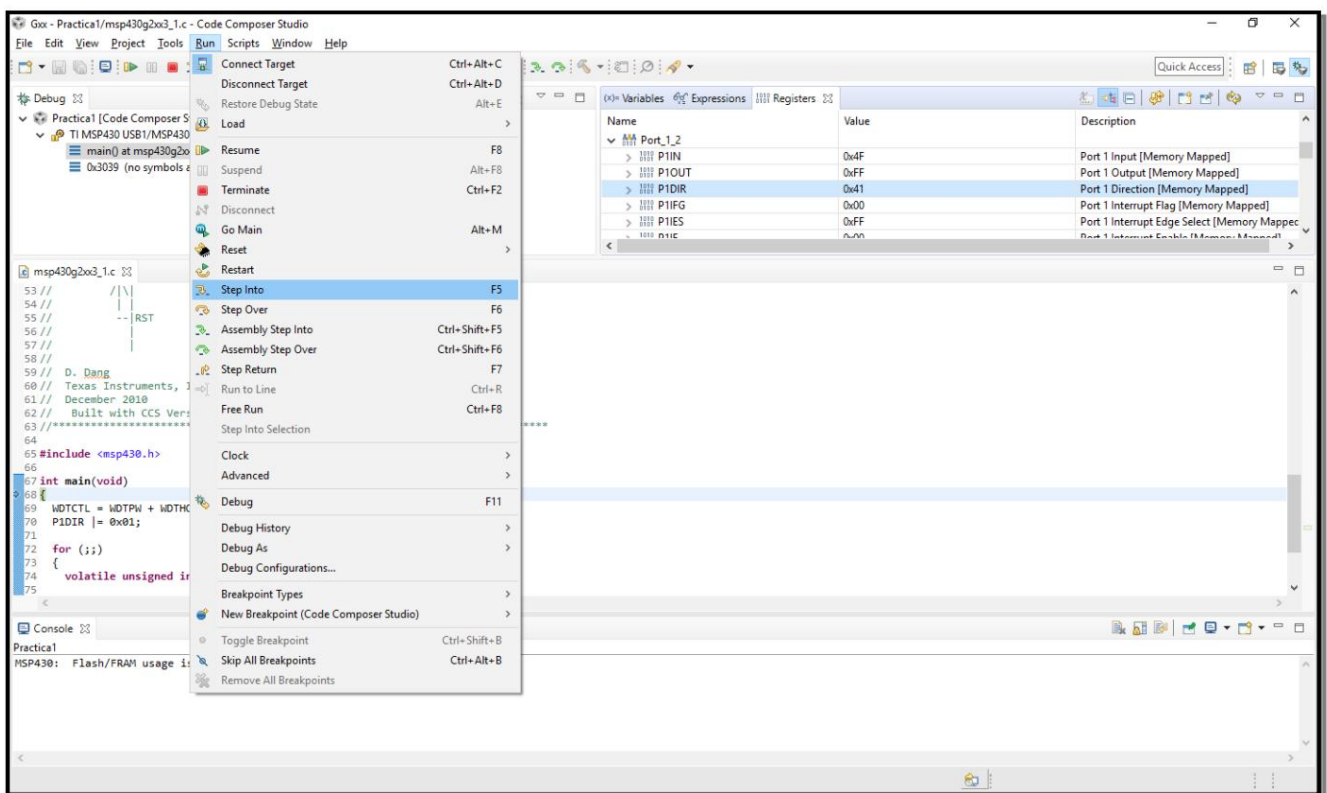 Gxx - Practica1/msp430g2xx3_1.c - Code Composer Studio
File Edit View Project Tools Run Scripts Window Help
Quick Access
Connect Target Ctrl+Alt+C
Disconnect Target Ctrl+Alt+D
Restore Debug State Alt+E
Load
Resume F8
Suspend Alt+F8
Terminate Ctrl+F2
Disconnect
Go Main Alt+M
Reset
Restart
Step Into F5
Step Over F6
Assembly Step Into Ctrl+Shift+F5
Assembly Step Over Ctrl+Shift+F6
Step Return F7
Run to Line Ctrl+R
Free Run Ctrl+F8
Step Into Selection
Clock
Advanced
Debug F11
Debug History
Debug As
Debug Configurations...
Breakpoint Types
New Breakpoint (Code Composer Studio)
Toggle Breakpoint Ctrl+Shift+B
Skip All Breakpoints Ctrl+Alt+B
Remove All Breakpoints
Debug
Practica1 [Code Composer S
TI MSP430 USB1/MSP430
main() at msp430g2xx
0x3039 (no symbols a
(x)= Variables Expressions Registers
Name Value Description
Port_1_2
P1IN 0x4F Port 1 Input [Memory Mapped]
P1OUT 0xFF Port 1 Output [Memory Mapped]
P1DIR 0x41 Port 1 Direction [Memory Mapped]
P1IFG 0x00 Port 1 Interrupt Flag [Memory Mapped]
P1IES 0xFF Port 1 Interrupt Edge Select [Memory Mappec
P1IE 0x00 Port 1 Interrupt Enable [Memory Mapped]
msp430g2xx3_1.c
53 // /|\|
54 // | |
55 // --|RST
56 // |
57 // |
58 //
59 // D. Dang
60 // Texas Instruments, I
61 // December 2010
62 // Built with CCS Vers
63 //**********************
64
65 #include <msp430.h>
66
67 int main(void)
68 {
69 WDTCTL = WDTPW + WDTHO
70 P1DIR |= 0x01;
71
72 for (;;)
73 {
74 volatile unsigned in
75
Console
Practica1
MSP430: Flash/FRAM usage is